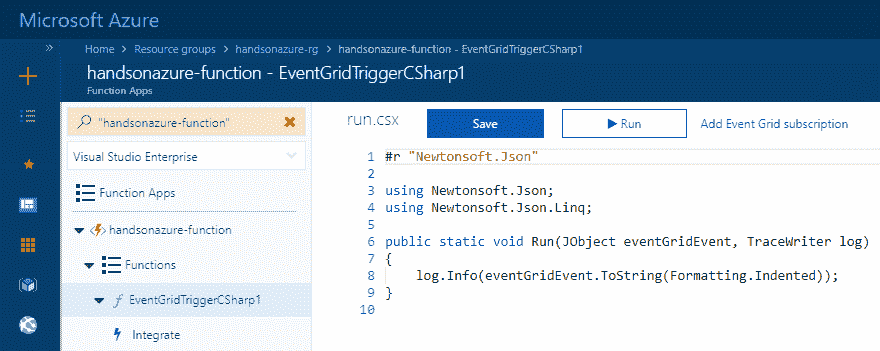 Microsoft Azure
» Home > Resource groups > handsonazure-rg > handsonazure-function - EventGridTriggerCSharp1
handsonazure-function - EventGridTriggerCSharp1
Function Apps
"handsonazure-function"
Visual Studio Enterprise
Function Apps
handsonazure-function
Functions
f EventGridTriggerCSharp1
Integrate
run.csx Save Run Add Event Grid subscription
1 #r "Newtonsoft.Json"
2
3 using Newtonsoft.Json;
4 using Newtonsoft.Json.Linq;
5
6 public static void Run(JObject eventGridEvent, TraceWriter log)
7 {
8     log.Info(eventGridEvent.ToString(Formatting.Indented));
9 }
10